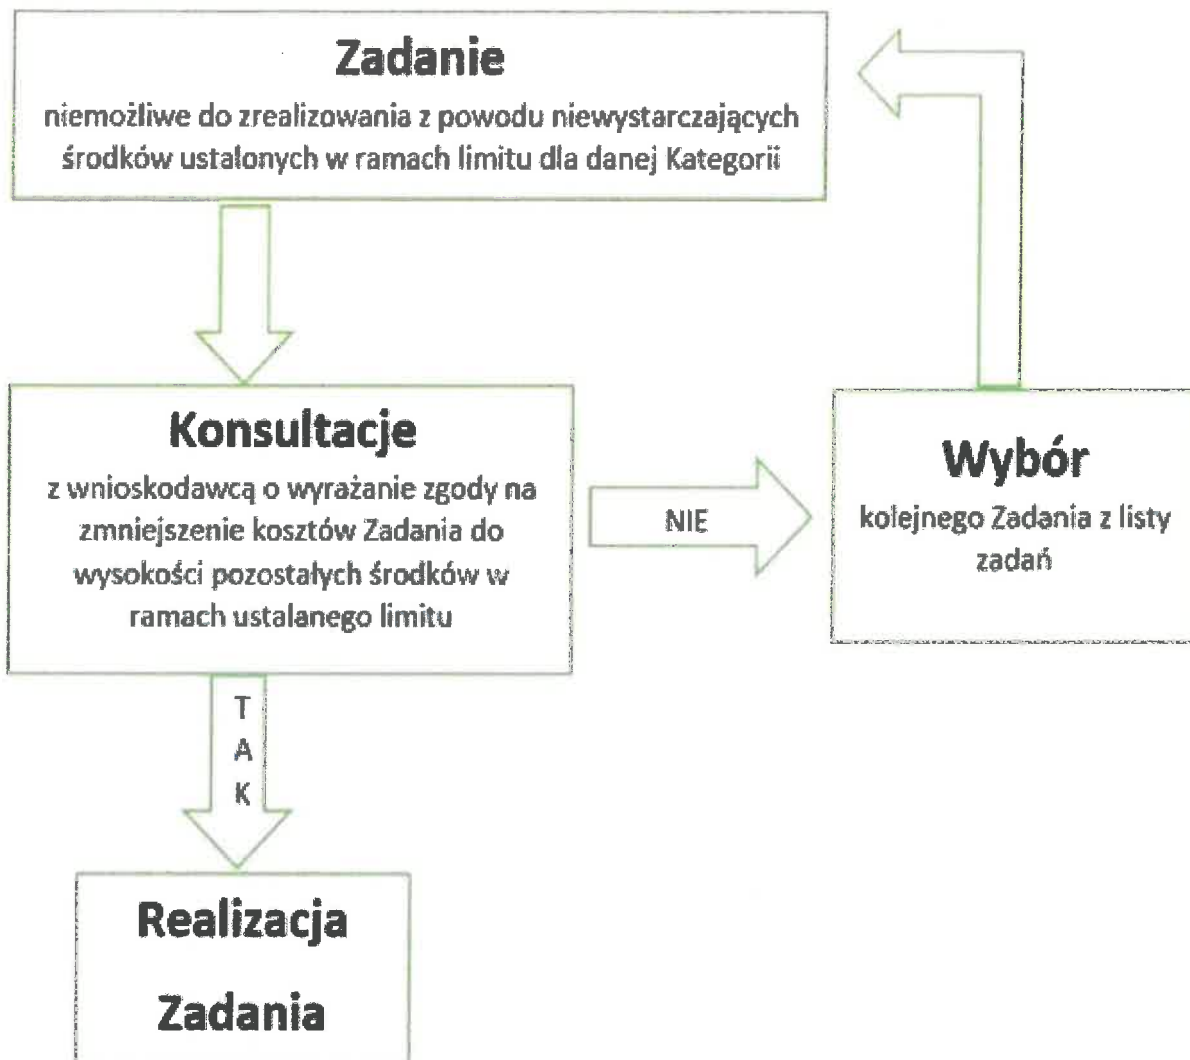 Zadanie
niemożliwe do zrealizowania z powodu niewystarczających
środków ustalonych w ramach limitu dla danej Kategorii
Konsultacje
z wnioskodawcą o wyrażanie zgody na
zmniejszenie kosztów Zadania do
wysokości pozostałych środków w
ramach ustalanego limitu
NIE
Wybór
kolejnego Zadania z listy
zadań
T
A
K
Realizacja
Zadania